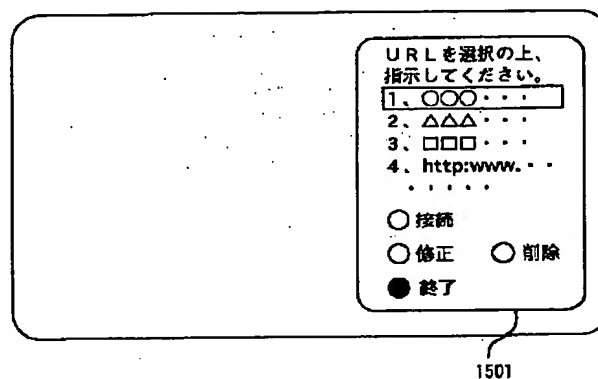 URLを選択の上、
指示してください。
1、○○○・・・
2、△△△・・・
3、□□□・・・
4、http:www.・・
・・・・・
○接続
○修正 ○削除
●終了
1501